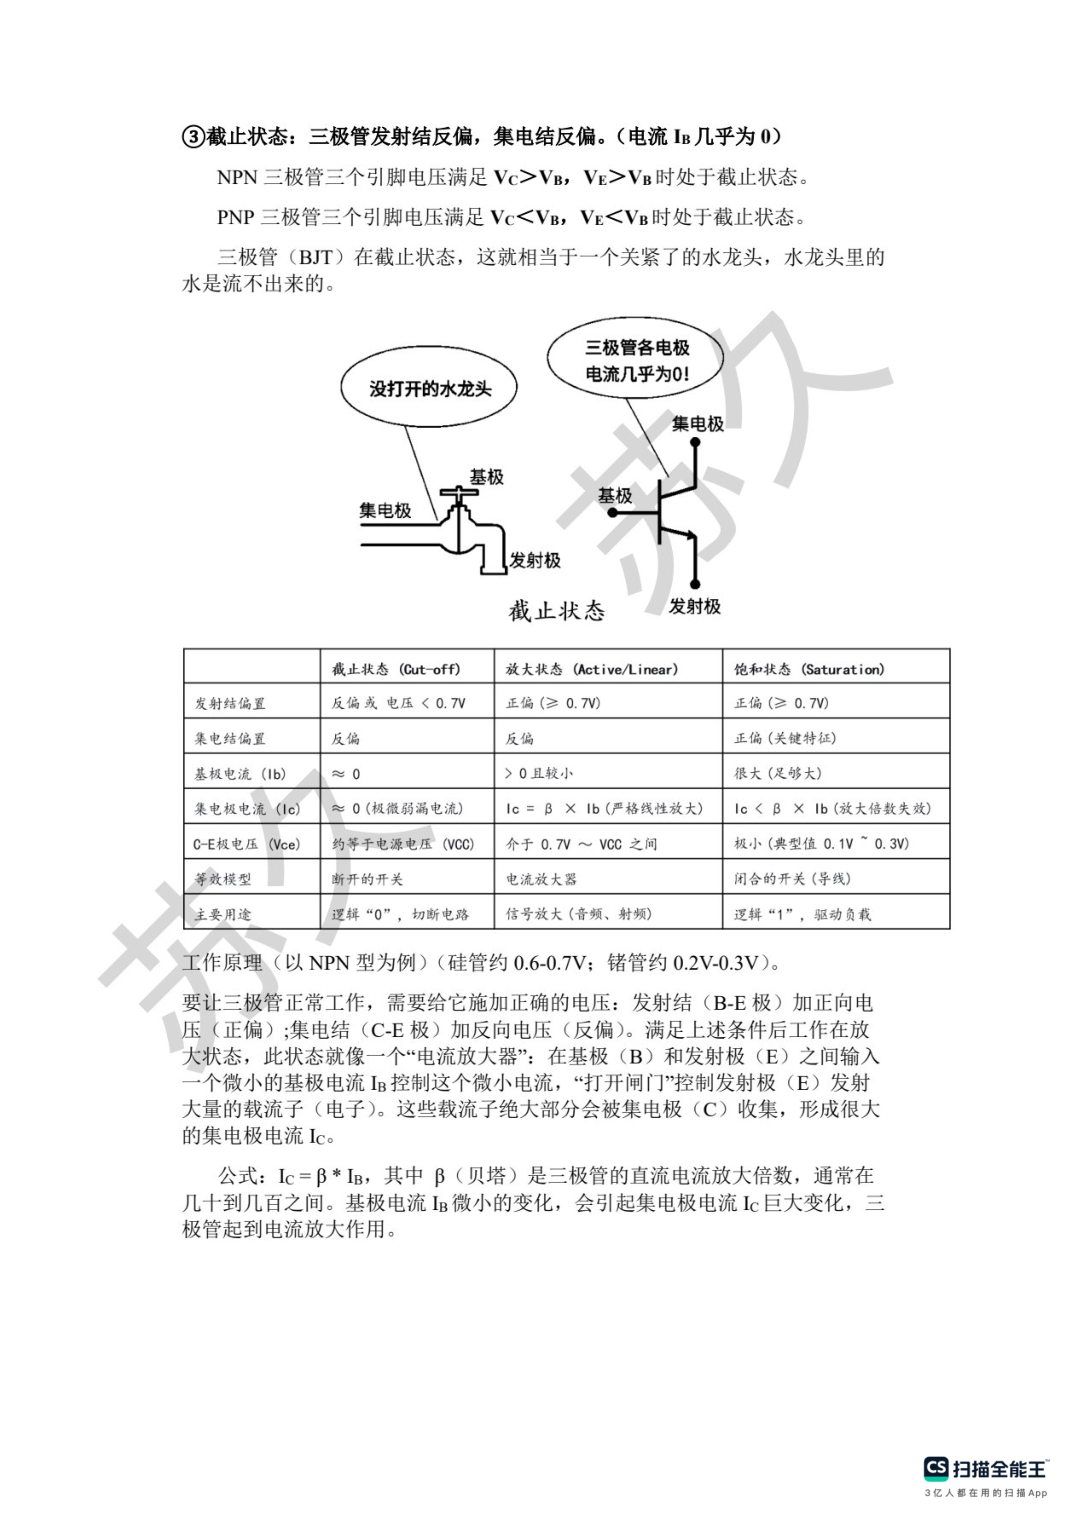 ③截止状态：三极管发射结反偏，集电结反偏。（电流 IB 几乎为 0）
NPN 三极管三个引脚电压满足 VC＞VB，VE＞VB 时处于截止状态。
PNP 三极管三个引脚电压满足 VC＜VB，VE＜VB 时处于截止状态。
三极管（BJT）在截止状态，这就相当于一个关紧了的水龙头，水龙头里的
水是流不出来的。
没打开的水龙头
三极管各电极
电流几乎为0!
集电极
基极
发射极
集电极
基极
发射极
截止状态
截止状态 (Cut-off) 放大状态 (Active/Linear) 饱和状态 (Saturation)
发射结偏置 反偏 或 电压 < 0.7V 正偏 (≥ 0.7V) 正偏 (≥ 0.7V)
集电结偏置 反偏 反偏 正偏 (关键特征)
基极电流 (Ib) ≈ 0 > 0 且较小 很大 (足够大)
集电极电流 (Ic) ≈ 0 (极微弱漏电流) Ic = β × Ib (严格线性放大) Ic < β × Ib (放大倍数失效)
C-E极电压 (Vce) 约等于电源电压 (VCC) 介于 0.7V ～ VCC 之间 极小 (典型值 0.1V ~ 0.3V)
等效模型 断开的开关 电流放大器 闭合的开关 (导线)
主要用途 逻辑“0”, 切断电路 信号放大 (音频、射频) 逻辑“1”, 驱动负载
工作原理（以 NPN 型为例）（硅管约 0.6-0.7V；锗管约 0.2V-0.3V）。
要让三极管正常工作，需要给它施加正确的电压：发射结（B-E 极）加正向电
压（正偏）;集电结（C-E 极）加反向电压（反偏）。满足上述条件后工作在放
大状态，此状态就像一个“电流放大器”：在基极（B）和发射极（E）之间输入
一个微小的基极电流 IB 控制这个微小电流，“打开闸门”控制发射极（E）发射
大量的载流子（电子）。这些载流子绝大部分会被集电极（C）收集，形成很大
的集电极电流 IC。
公式：IC = β * IB，其中 β（贝塔）是三极管的直流电流放大倍数，通常在
几十到几百之间。基极电流 IB 微小的变化，会引起集电极电流 IC 巨大变化，三
极管起到电流放大作用。
苏久
苏久
CS 扫描全能王™
3亿人都在用的扫描App